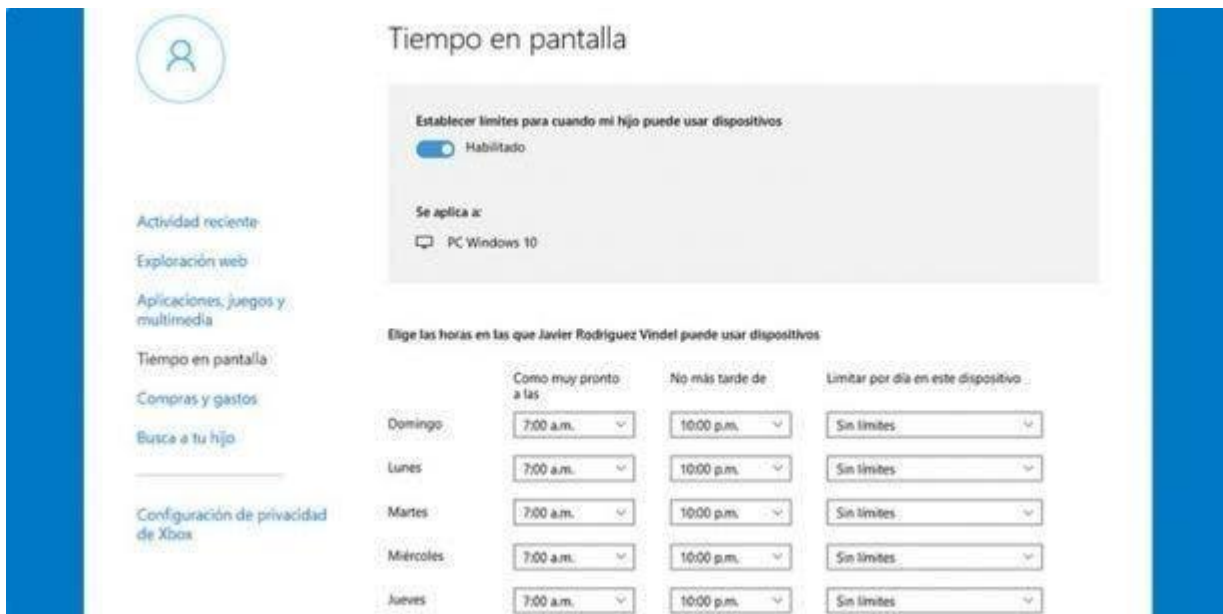 Tiempo en pantalla
Establecer límites para cuando mi hijo puede usar dispositivos
Habilitado
Se aplica a:
PC Windows 10
Actividad reciente
Exploración web
Aplicaciones, juegos y
multimedia
Tiempo en pantalla
Compras y gastos
Busca a tu hijo
Configuración de privacidad
de Xbox
Elige las horas en las que Javier Rodriguez Vindel puede usar dispositivos
Como muy pronto
a las
No más tarde de
Limitar por día en este dispositivo
Domingo 7:00 a.m. 10:00 p.m. Sin límites
Lunes 7:00 a.m. 10:00 p.m. Sin límites
Martes 7:00 a.m. 10:00 p.m. Sin límites
Miércoles 7:00 a.m. 10:00 p.m. Sin límites
Jueves 7:00 a.m. 10:00 p.m. Sin límites